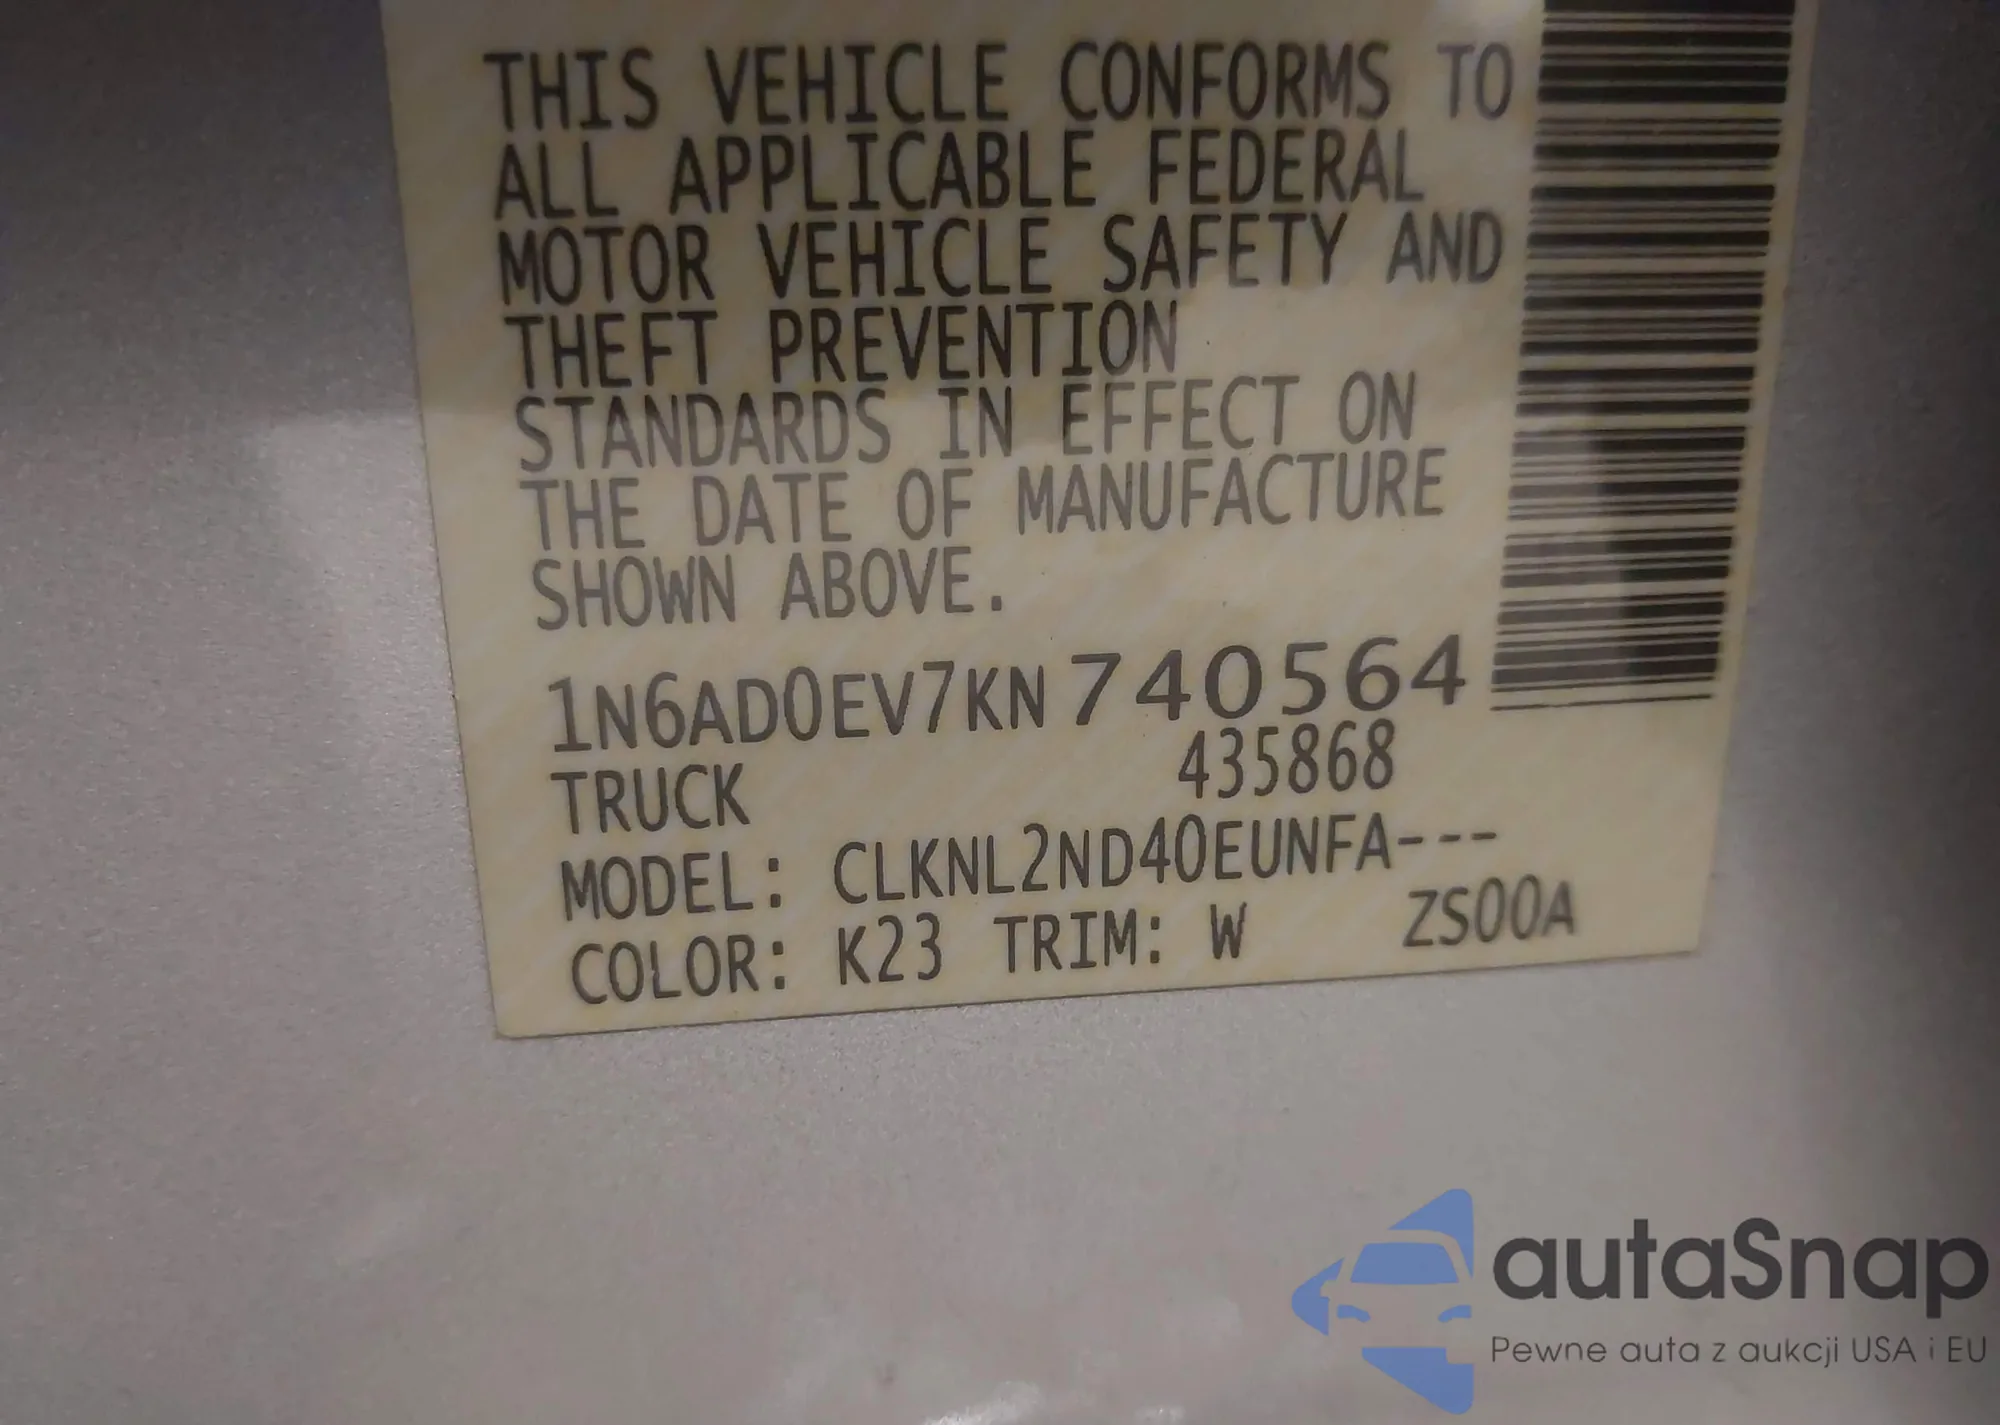 THIS VEHICLE CONFORMS TO
ALL APPLICABLE FEDERAL
MOTOR VEHICLE SAFETY AND
THEFT PREVENTION
STANDARDS IN EFFECT ON
THE DATE OF MANUFACTURE
SHOWN ABOVE.
1N6AD0EV7KN740564
TRUCK 435868
MODEL: CLKNL2ND40EUNFA---
COLOR: K23 TRIM: W ZS00A
autaSnap
Pewne auta z aukcji USA i EU